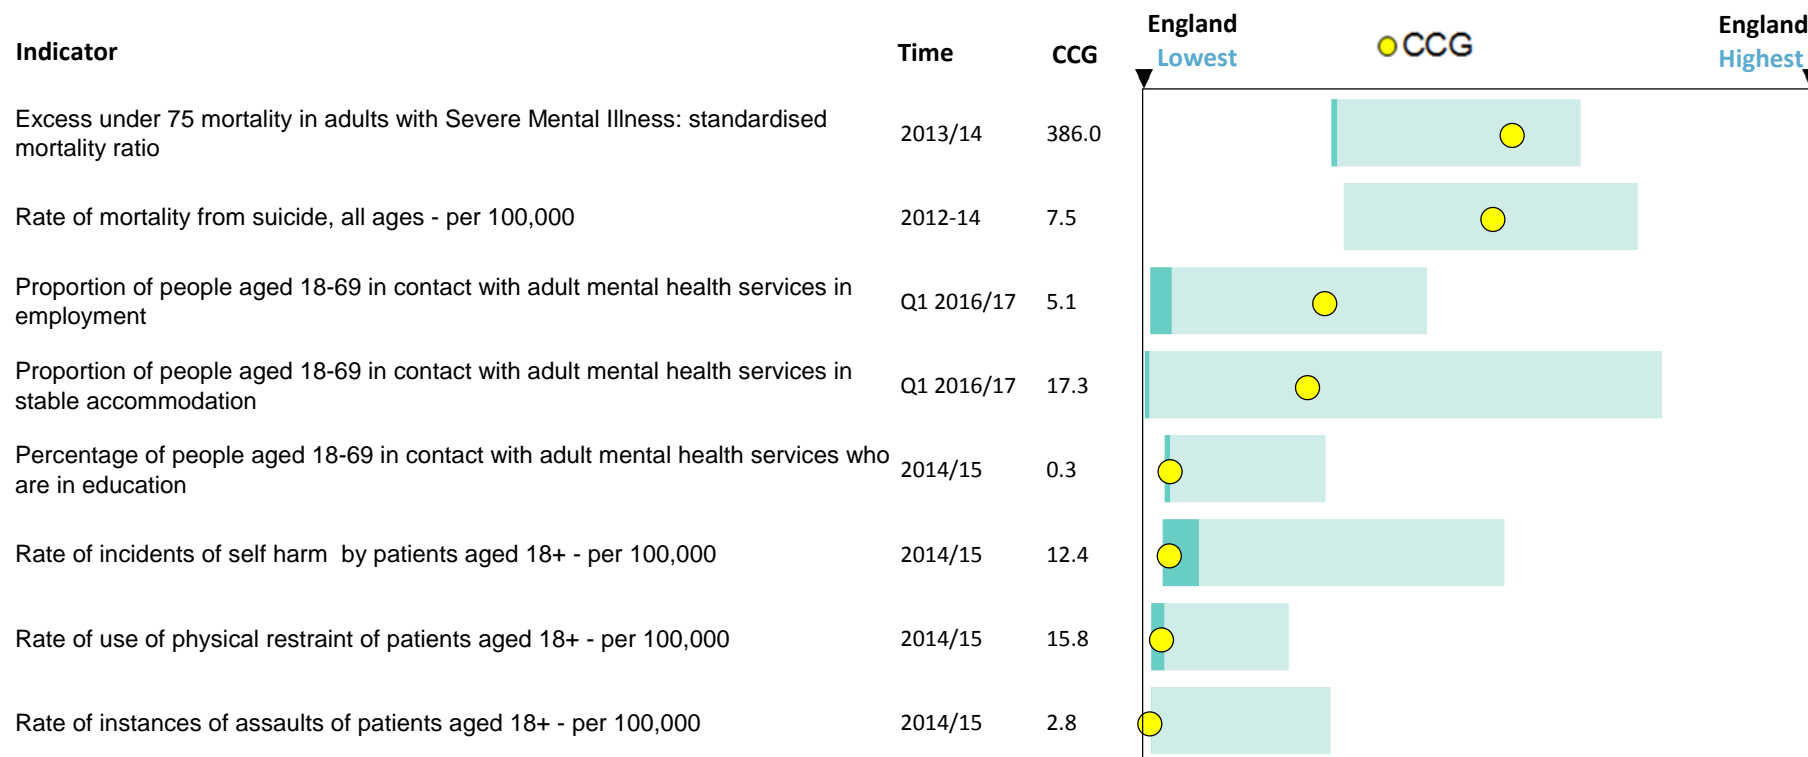 Indicator Time CCG England Lowest CCG England Highest
Excess under 75 mortality in adults with Severe Mental Illness: standardised
mortality ratio
2013/14 386.0
Rate of mortality from suicide, all ages - per 100,000 2012-14 7.5
Proportion of people aged 18-69 in contact with adult mental health services in
employment
Q1 2016/17 5.1
Proportion of people aged 18-69 in contact with adult mental health services in
stable accommodation
Q1 2016/17 17.3
Percentage of people aged 18-69 in contact with adult mental health services who
are in education
2014/15 0.3
Rate of incidents of self harm  by patients aged 18+ - per 100,000 2014/15 12.4
Rate of use of physical restraint of patients aged 18+ - per 100,000 2014/15 15.8
Rate of instances of assaults of patients aged 18+ - per 100,000 2014/15 2.8